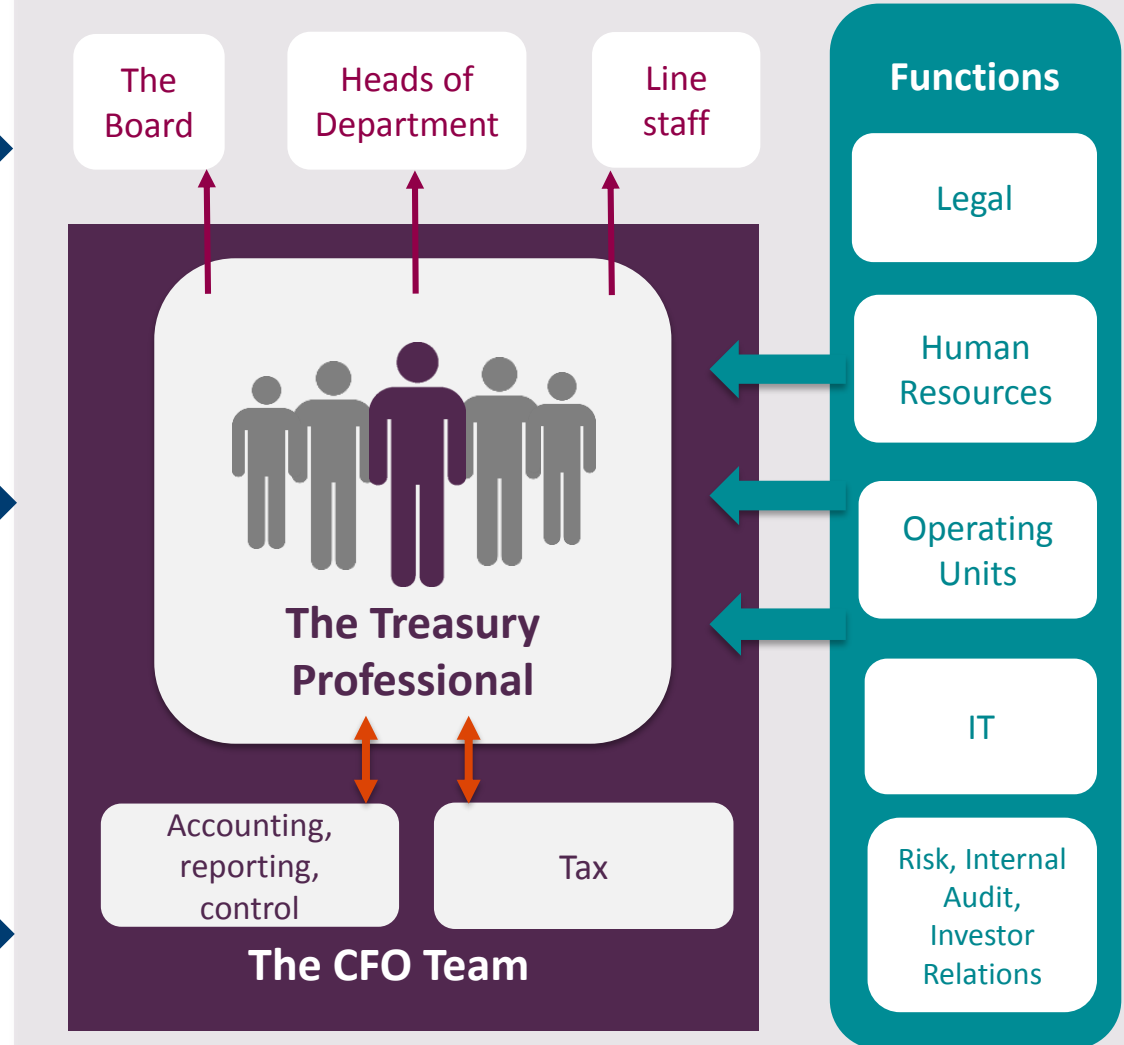 The
Board
Heads of
Department
Line
staff
Functions
Legal
Human
Resources
Operating
Units
IT
Risk, Internal
Audit,
Investor
Relations
The Treasury
Professional
Accounting,
reporting,
control
Tax
The CFO Team